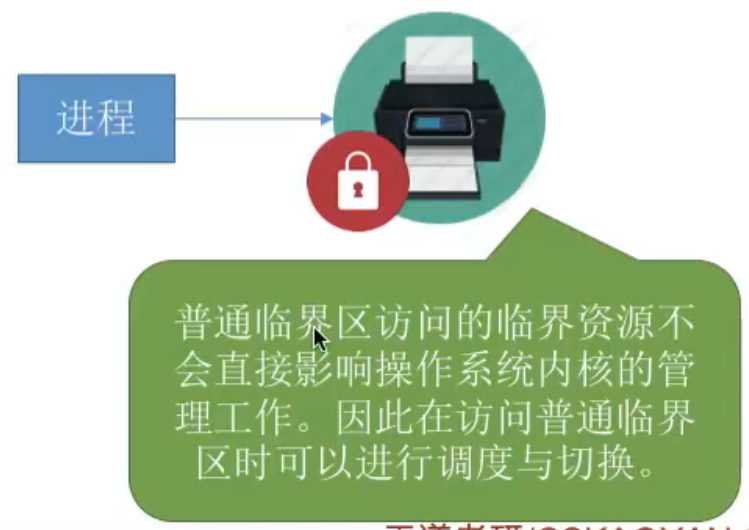 进程
普通临界区访问的临界资源不
会直接影响操作系统内核的管
理工作。因此在访问普通临界
区时可以进行调度与切换。